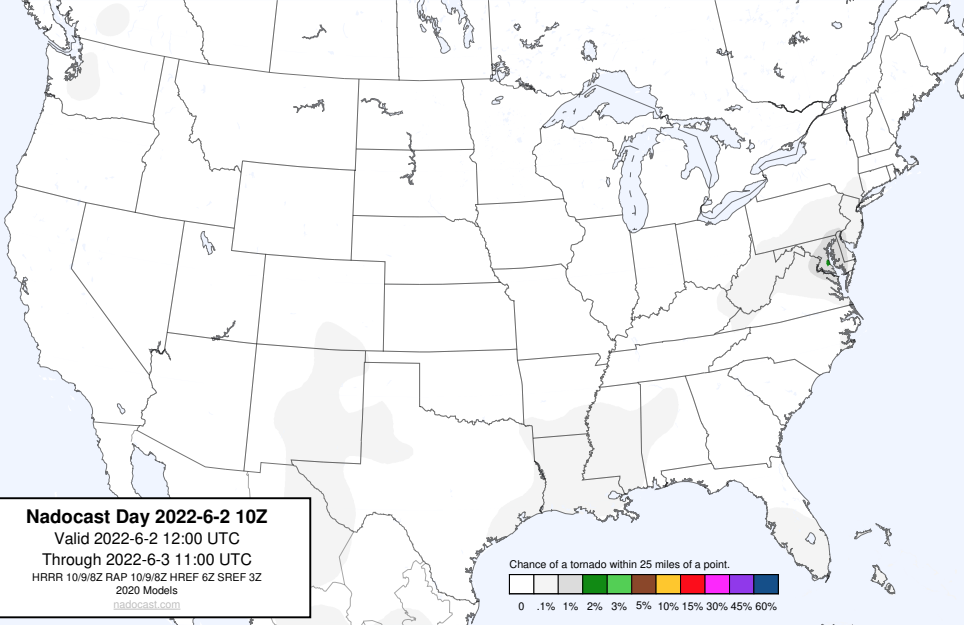 Nadocast Day 2022-6-2 10Z
Valid 2022-6-2 12:00 UTC
Through 2022-6-3 11:00 UTC
HRRR 10/9/8Z RAP 10/9/8Z HREF 6Z SREF 3Z
2020 Models
nadocast.com
Chance of a tornado within 25 miles of a point.
0 .1% 1% 2% 3% 5% 10% 15% 30% 45% 60%